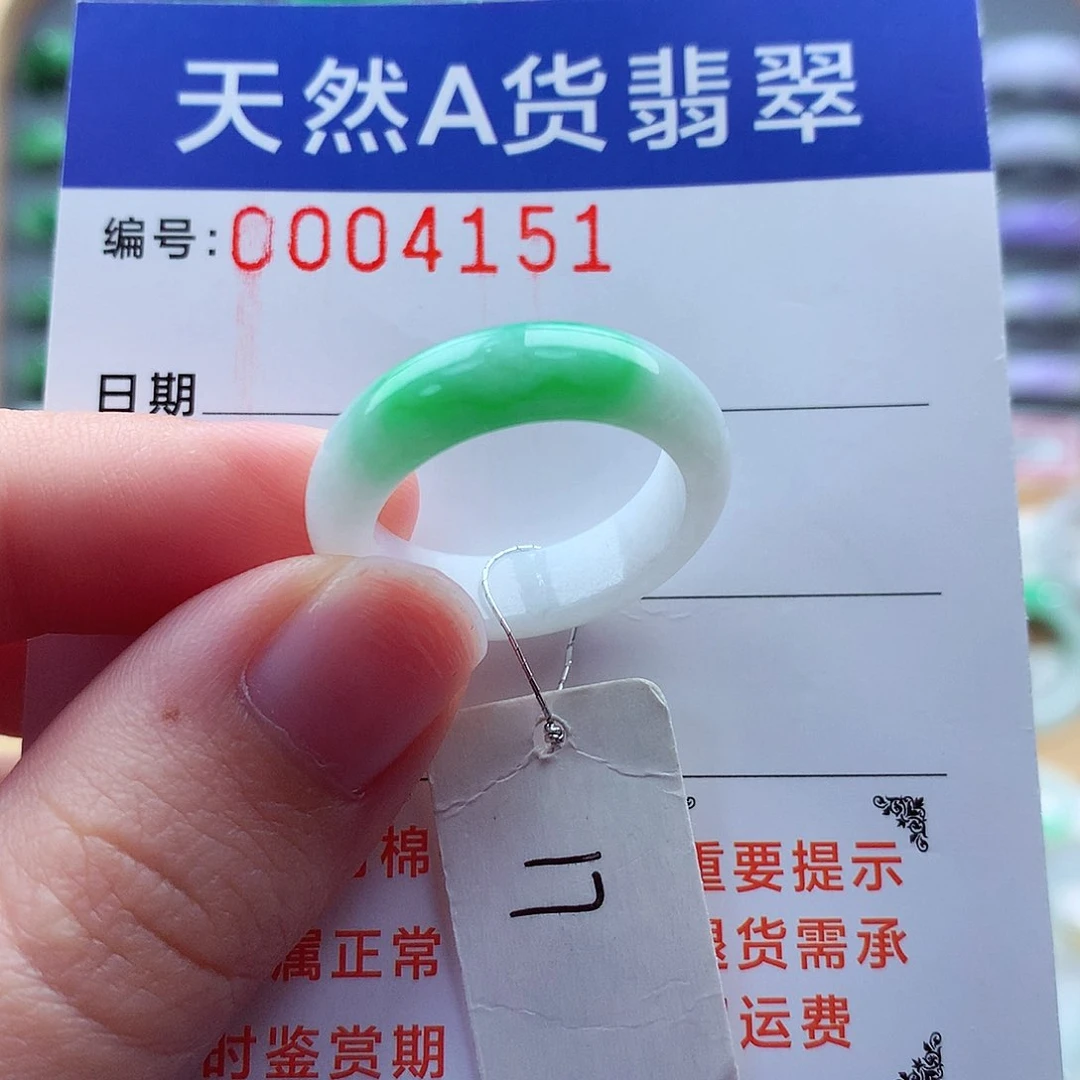 天然A货翡翠
编号:0004151
日期
棉
重要提示
属正常
退货需承
时鉴赏期
运费